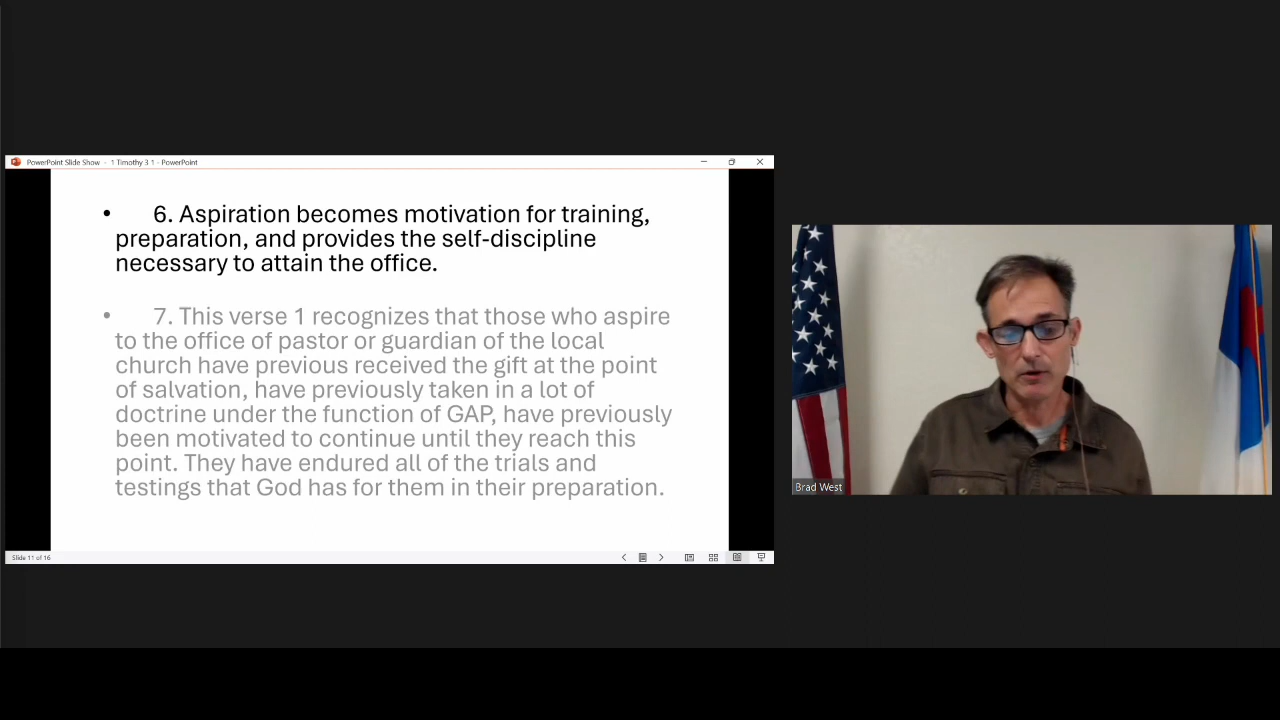 PowerPoint Slide Show - 1 Timothy 3 1 - PowerPoint
• 6. Aspiration becomes motivation for training,
preparation, and provides the self-discipline
necessary to attain the office.
• 7. This verse 1 recognizes that those who aspire
to the office of pastor or guardian of the local
church have previous received the gift at the point
of salvation, have previously taken in a lot of
doctrine under the function of GAP, have previously
been motivated to continue until they reach this
point. They have endured all of the trials and
testings that God has for them in their preparation.
Slide 11 of 16
Brad West